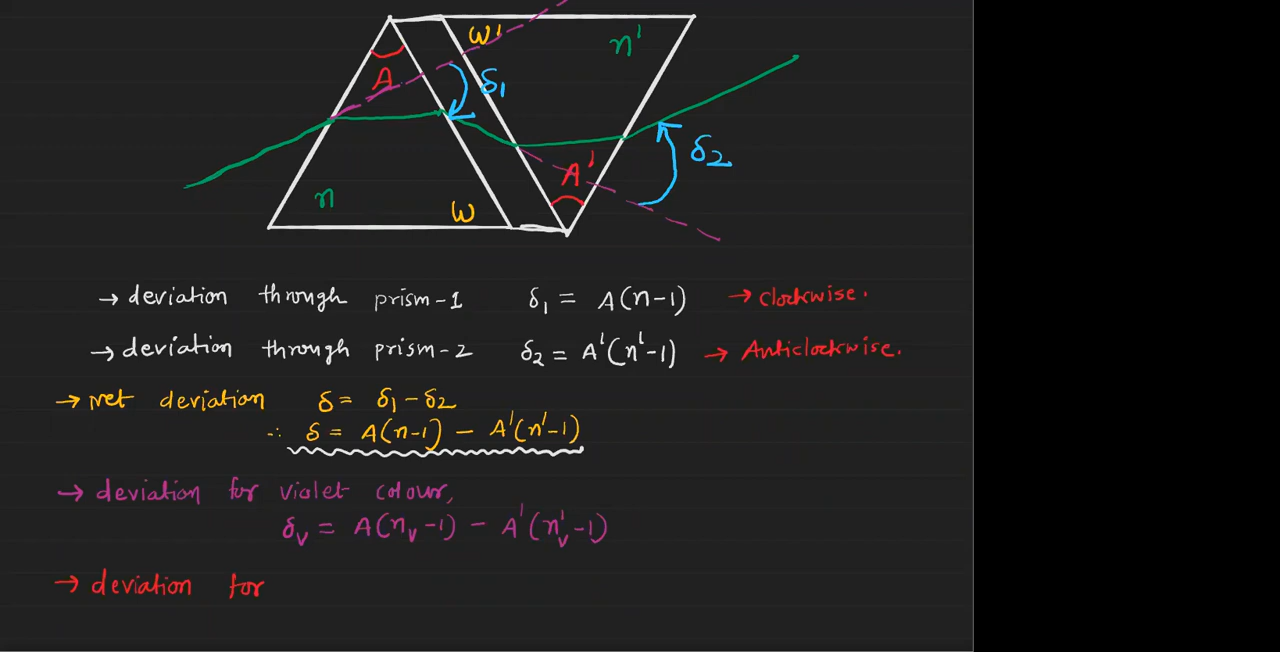 ω'
n'
A
δ₁
δ₂
A'
n
ω
→ deviation through prism-1 δ₁ = A(n-1) → clockwise.
→ deviation through prism-2 δ₂ = A'(n'-1) → Anticlockwise.
→ net deviation δ = δ₁ - δ₂
∴ δ = A(n-1) - A'(n'-1)
→ deviation for violet colour,
δᵥ = A(nᵥ-1) - A'(n'ᵥ-1)
→ deviation for